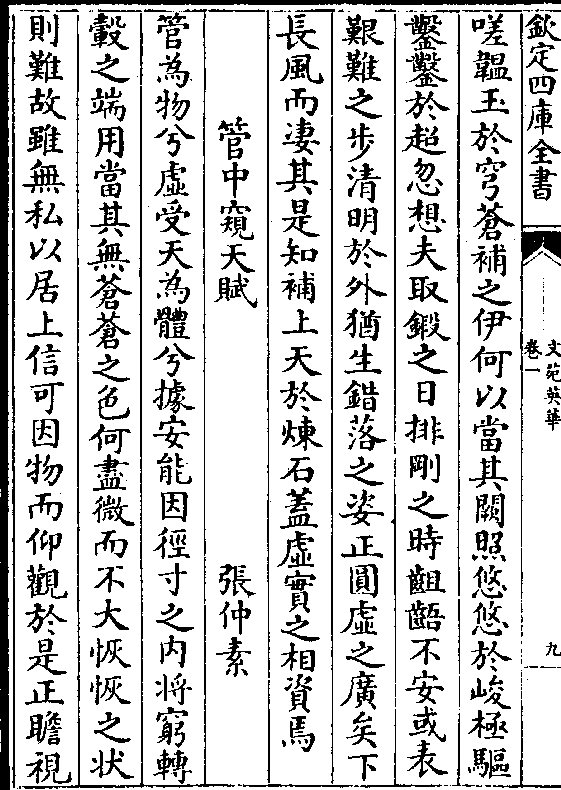 欽定四庫全書
文苑英華
卷一
九
嗟韞玉於穹蒼補之伊何以當其闕照悠悠於峻極驅
鑿鑿於超忽想夫取鍛之日排剛之時齟齬不安或表
艱難之步清明於外猶生錯落之姿正圓虛之廣矣下
長風而凄其是知補上天於煉石蓋虛實之相資焉
管中窺天賦　張仲素
管為物兮虛受天為體兮據安能因徑寸之内將窮轉
轂之端用當其無蒼蒼之色何盡微而不大恢恢之状
則難故雖無私以居上信可因物而仰觀於是正瞻視